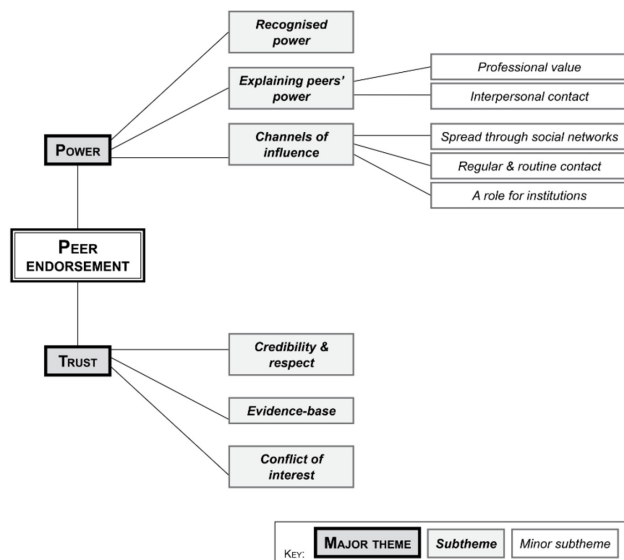 Recognised
power
Explaining peers'
power
Professional value
Interpersonal contact
Channels of
influence
Spread through social networks
Regular & routine contact
A role for institutions
POWER
PEER
ENDORSEMENT
TRUST
Credibility &
respect
Evidence-base
Conflict of
interest
KEY:
MAJOR THEME
Subtheme
Minor subtheme